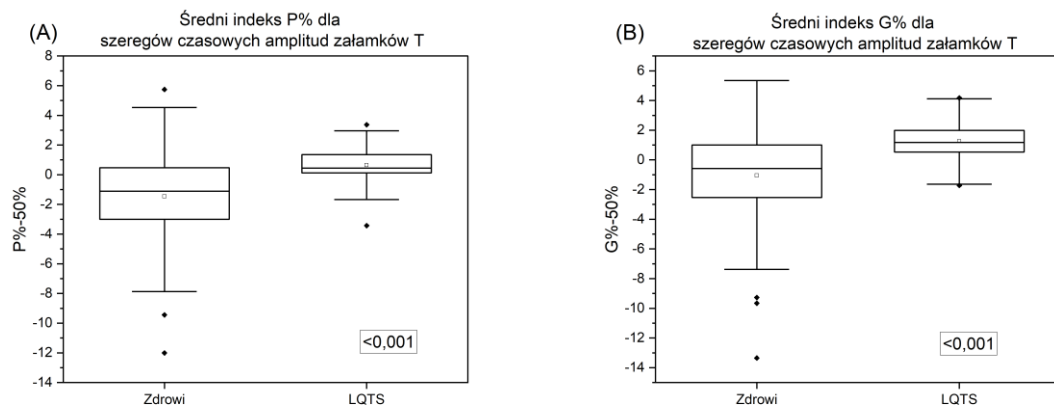 (A)
Średni indeks P% dla
szeregów czasowych amplitud załamków T
P%-50%
8
6
4
2
0
-2
-4
-6
-8
-10
-12
-14
<0,001
Zdrowi
LQTS
(B)
Średni indeks G% dla
szeregów czasowych amplitud załamków T
G%-50%
6
4
2
0
-2
-4
-6
-8
-10
-12
-14
<0,001
Zdrowi
LQTS